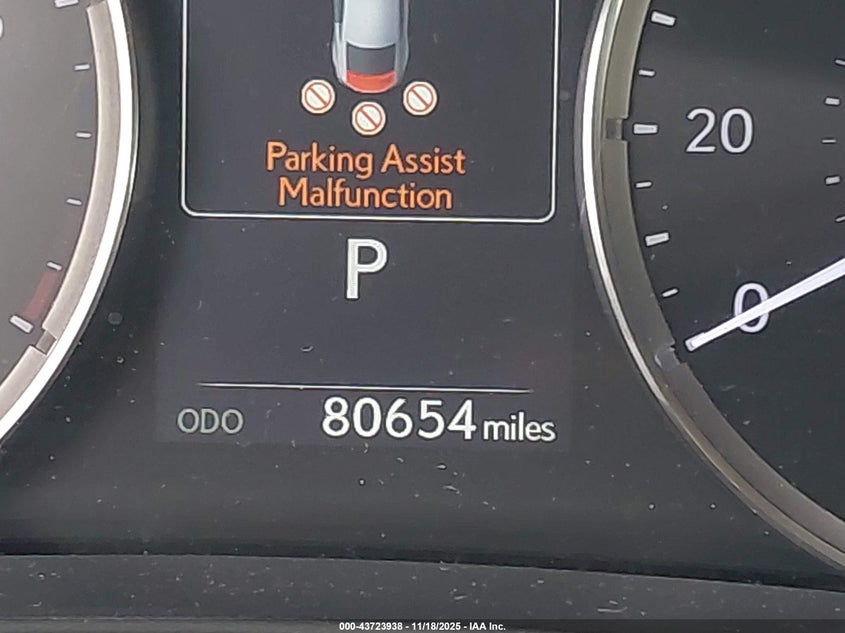 20
Parking Assist
Malfunction
P
0
ODO 80654 miles
000-43723938 - 11/18/2025 - IAA Inc.